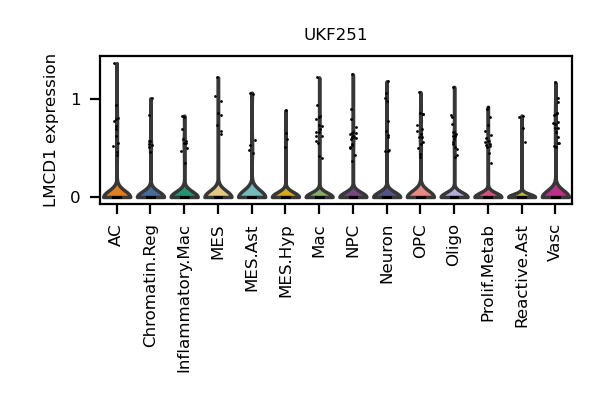 UKF251
LMCD1 expression
1
0
AC
Chromatin.Reg
Inflammatory.Mac
MES
MES.Ast
MES.Hyp
Mac
NPC
Neuron
OPC
Oligo
Prolif.Metab
Reactive.Ast
Vasc